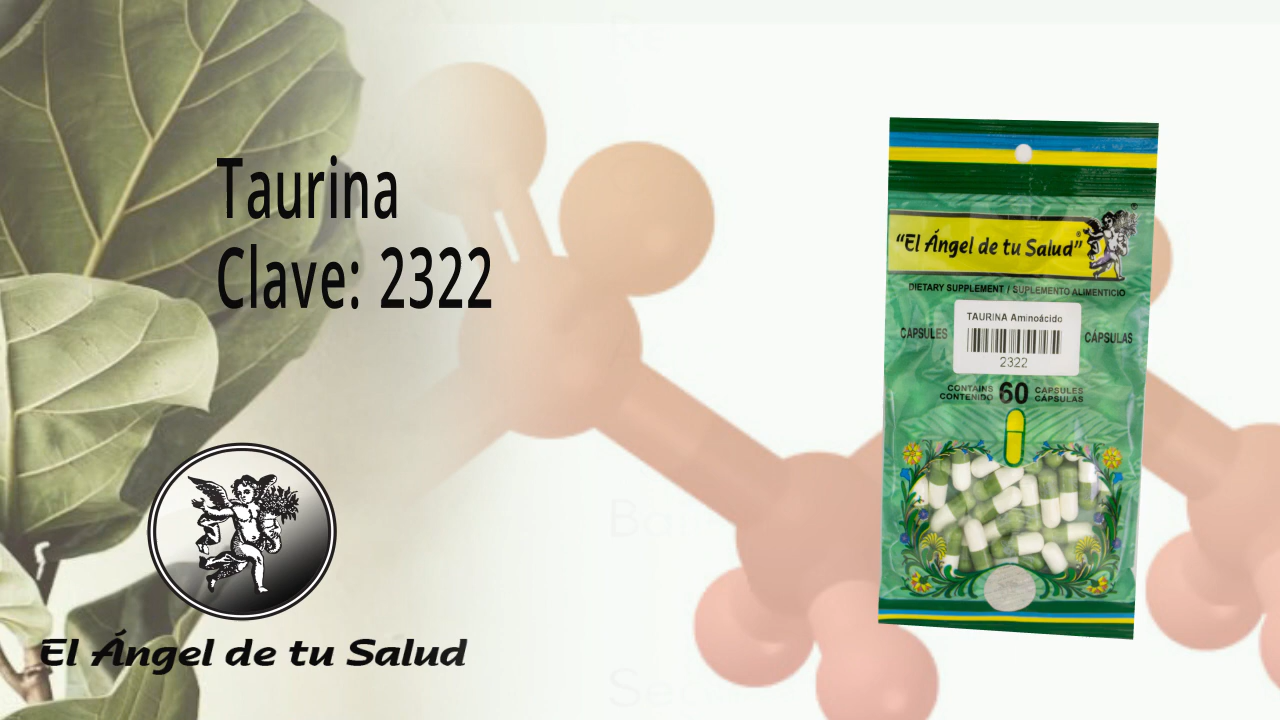 Taurina
Clave: 2322
El Ángel de tu Salud
"El Ángel de tu Salud"
DIETARY SUPPLEMENT / SUPLEMENTO ALIMENTICIO
TAURINA Aminoácido
CAPSULES
CÁPSULAS
2322
CONTAINS
CONTENIDO
60
CAPSULES
CÁPSULAS